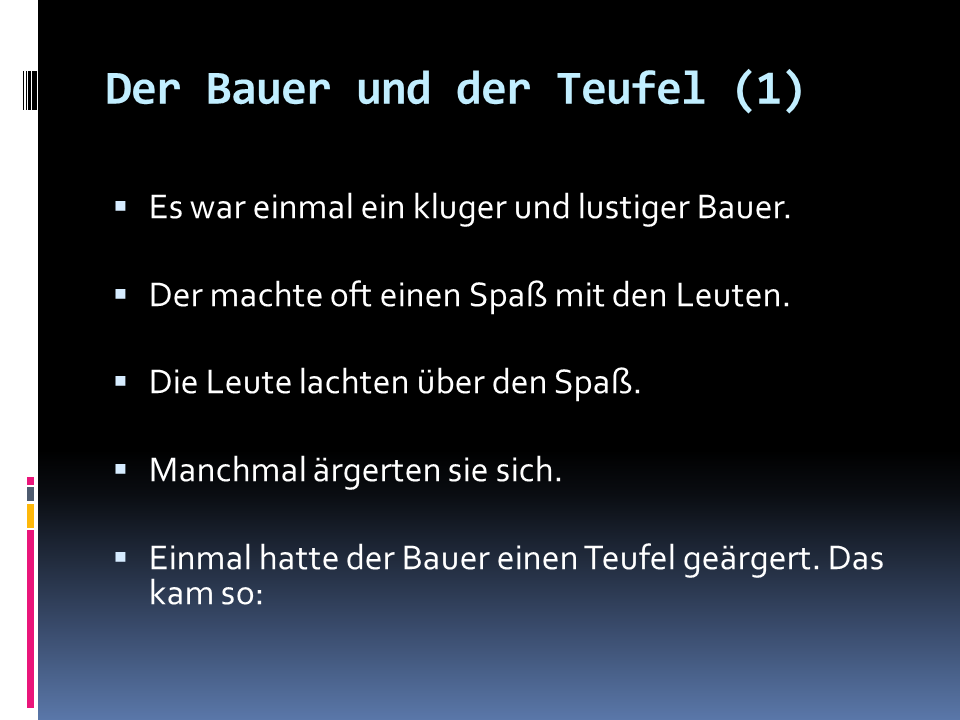 Der Bauer und der Teufel (1)
Es war einmal ein kluger und lustiger Bauer.
Der machte oft einen Spaß mit den Leuten.
Die Leute lachten über den Spaß.
Manchmal ärgerten sie sich.
Einmal hatte der Bauer einen Teufel geärgert. Das
kam so: